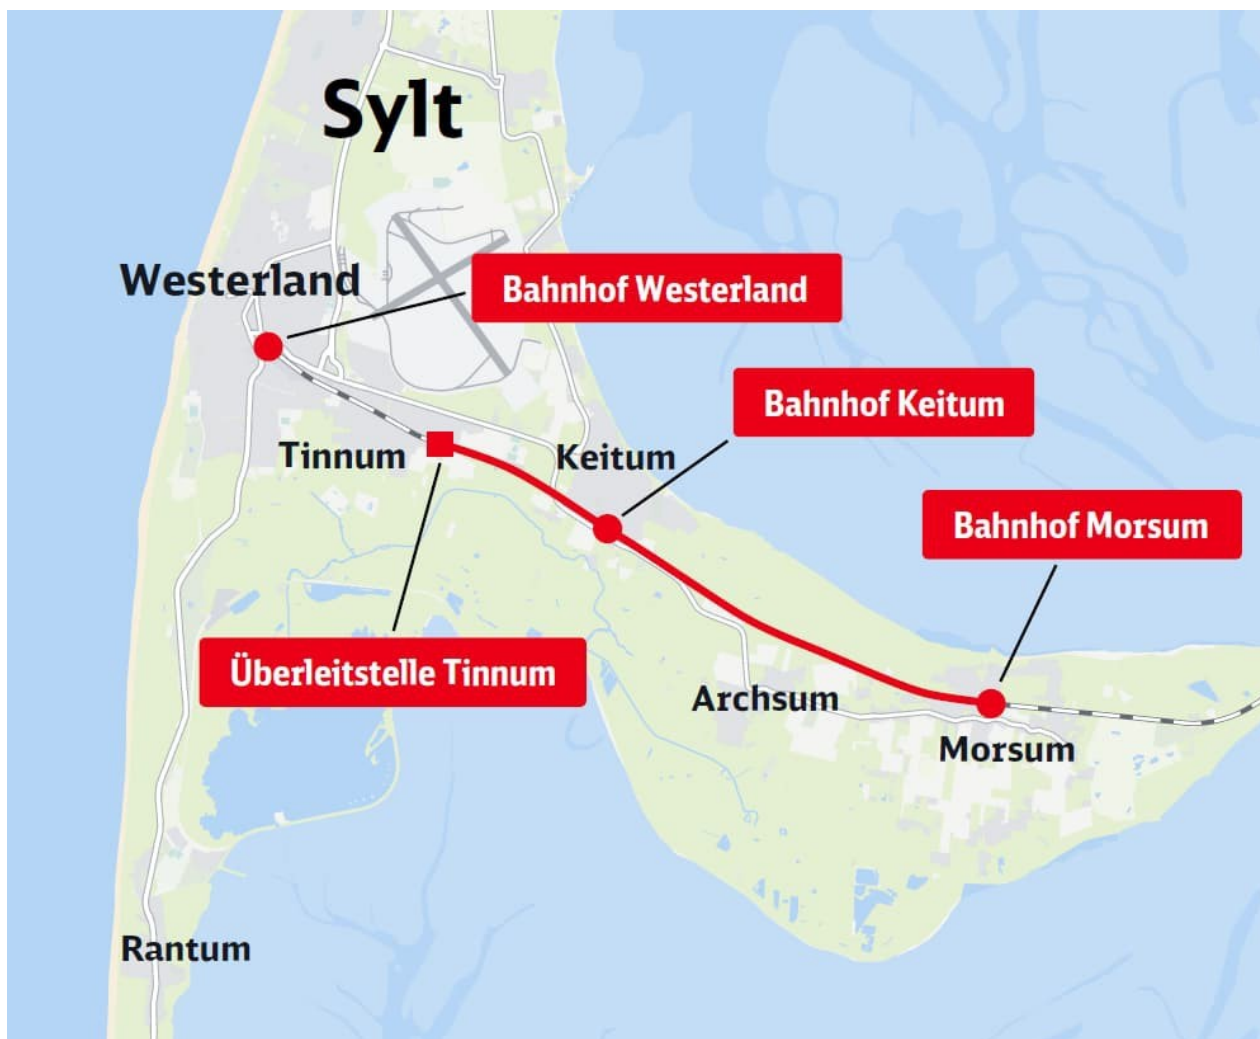 Sylt
Westerland
Bahnhof Westerland
Bahnhof Keitum
Tinnum
Keitum
Bahnhof Morsum
Überleitstelle Tinnum
Archsum
Morsum
Rantum